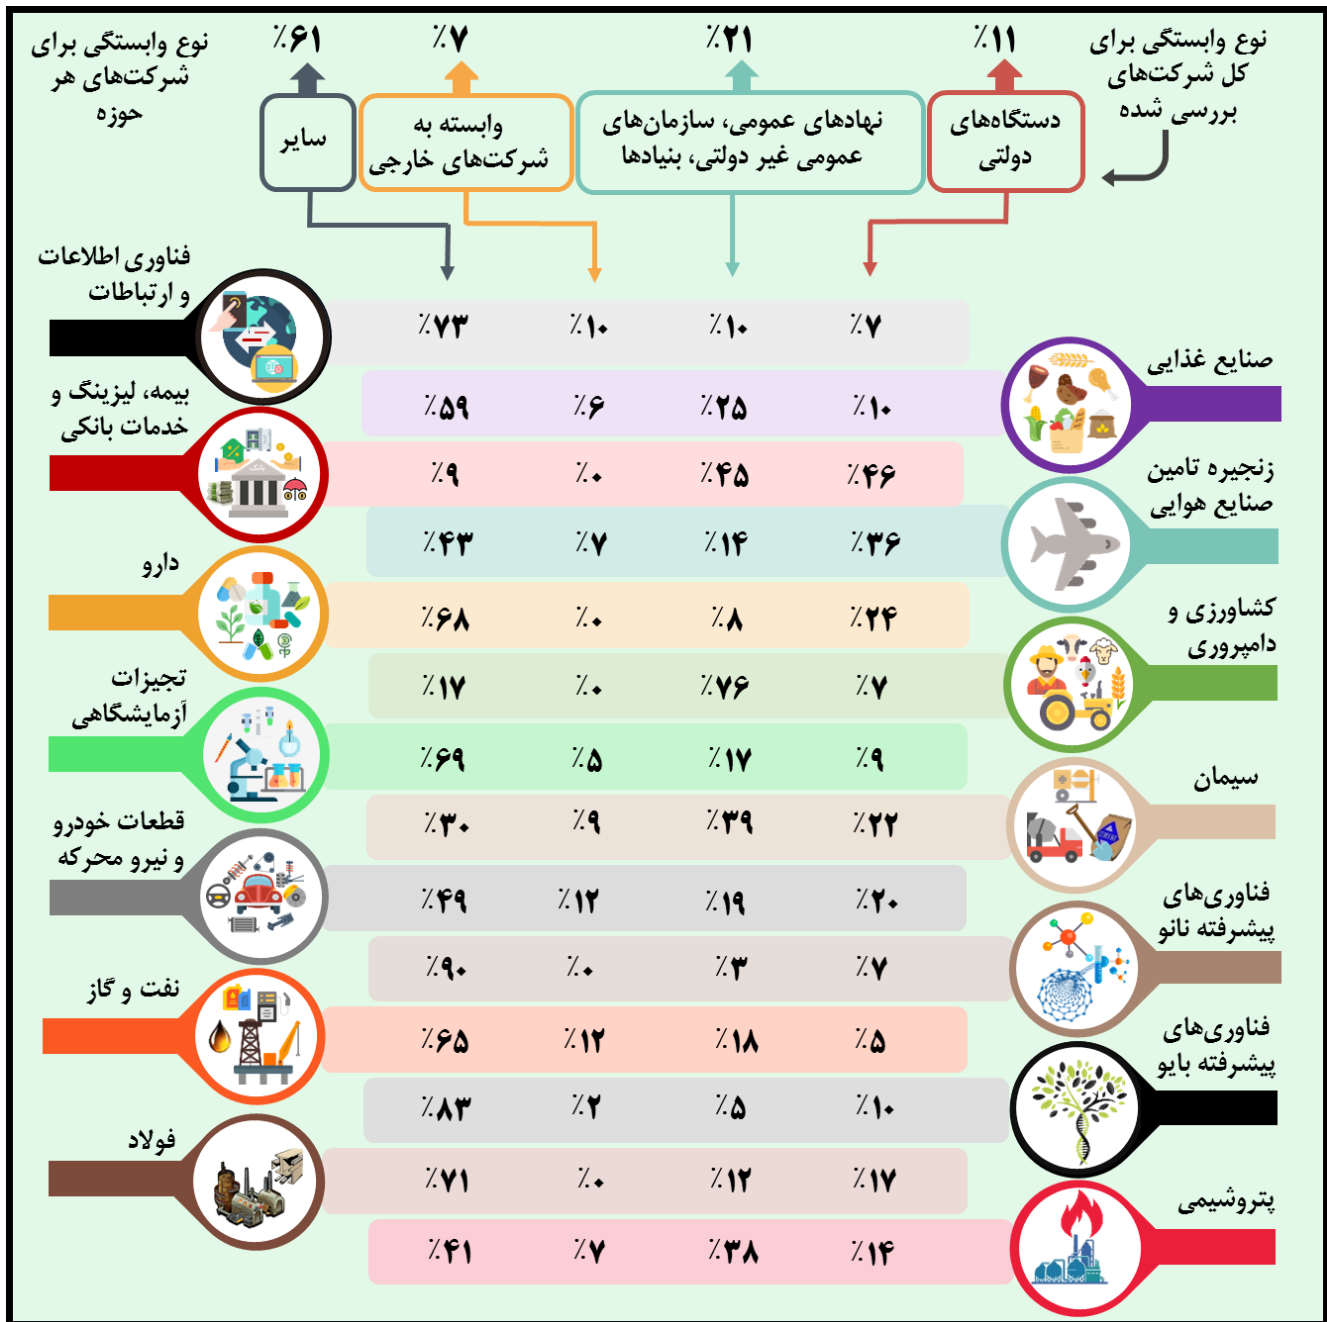 نوع وابستگی برای
کل شرکت‌های
بررسی شده
٪۱۱
٪۲۱
٪۷
٪۶۱
نوع وابستگی برای
شرکت‌های هر
حوزه
دستگاه‌های
دولتی
نهادهای عمومی، سازمان‌های
عمومی غیر دولتی، بنیادها
وابسته به
شرکت‌های خارجی
سایر
فناوری اطلاعات
و ارتباطات
٪۷
٪۱۰
٪۱۰
٪۷۳
صنایع غذایی
٪۱۰
٪۲۵
٪۶
٪۵۹
بیمه، لیزینگ و
خدمات بانکی
٪۴۶
٪۴۵
٪۰
٪۹
زنجیره تامین
صنایع هوایی
٪۳۶
٪۱۴
٪۷
٪۴۳
دارو
٪۲۴
٪۸
٪۰
٪۶۸
کشاورزی و
دامپروری
٪۷
٪۷۶
٪۰
٪۱۷
تجیزات
آزمایشگاهی
٪۹
٪۱۷
٪۵
٪۶۹
سیمان
٪۲۲
٪۳۹
٪۹
٪۳۰
قطعات خودرو
و نیرو محرکه
٪۲۰
٪۱۹
٪۱۲
٪۴۹
فناوری‌های
پیشرفته نانو
٪۷
٪۳
٪۰
٪۹۰
نفت و گاز
٪۵
٪۱۸
٪۱۲
٪۶۵
فناوری‌های
پیشرفته بایو
٪۱۰
٪۵
٪۲
٪۸۳
فولاد
٪۱۷
٪۱۲
٪۰
٪۷۱
پتروشیمی
٪۱۴
٪۳۸
٪۷
٪۴۱
بانک